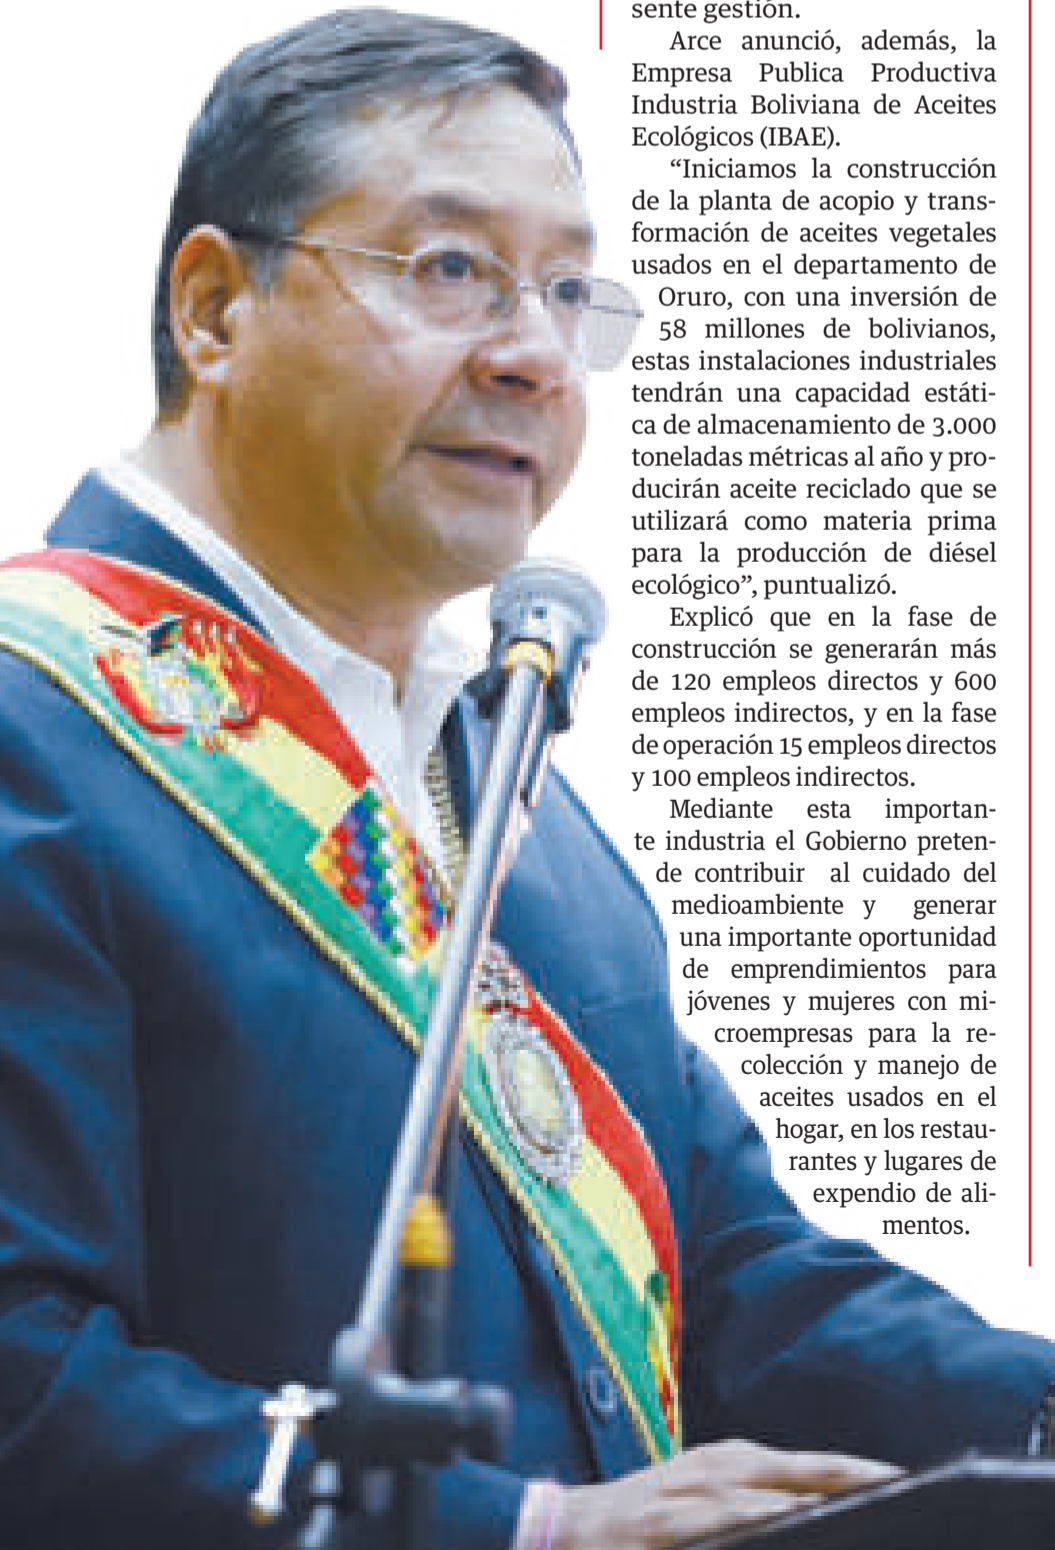 sente gestión.
Arce anunció, además, la
Empresa Publica Productiva
Industria Boliviana de Aceites
Ecológicos (IBAE).
“Iniciamos la construcción
de la planta de acopio y trans-
formación de aceites vegetales
usados en el departamento de
Oruro, con una inversión de
58 millones de bolivianos,
estas instalaciones industriales
tendrán una capacidad estáti-
ca de almacenamiento de 3.000
toneladas métricas al año y pro-
ducirán aceite reciclado que se
utilizará como materia prima
para la producción de diésel
ecológico”, puntualizó.
Explicó que en la fase de
construcción se generarán más
de 120 empleos directos y 600
empleos indirectos, y en la fase
de operación 15 empleos directos
y 100 empleos indirectos.
Mediante esta importan-
te industria el Gobierno preten-
de contribuir al cuidado del
medioambiente y generar
una importante oportunidad
de emprendimientos para
jóvenes y mujeres con mi-
croempresas para la re-
colección y manejo de
aceites usados en el
hogar, en los restau-
rantes y lugares de
expendio de ali-
mentos.